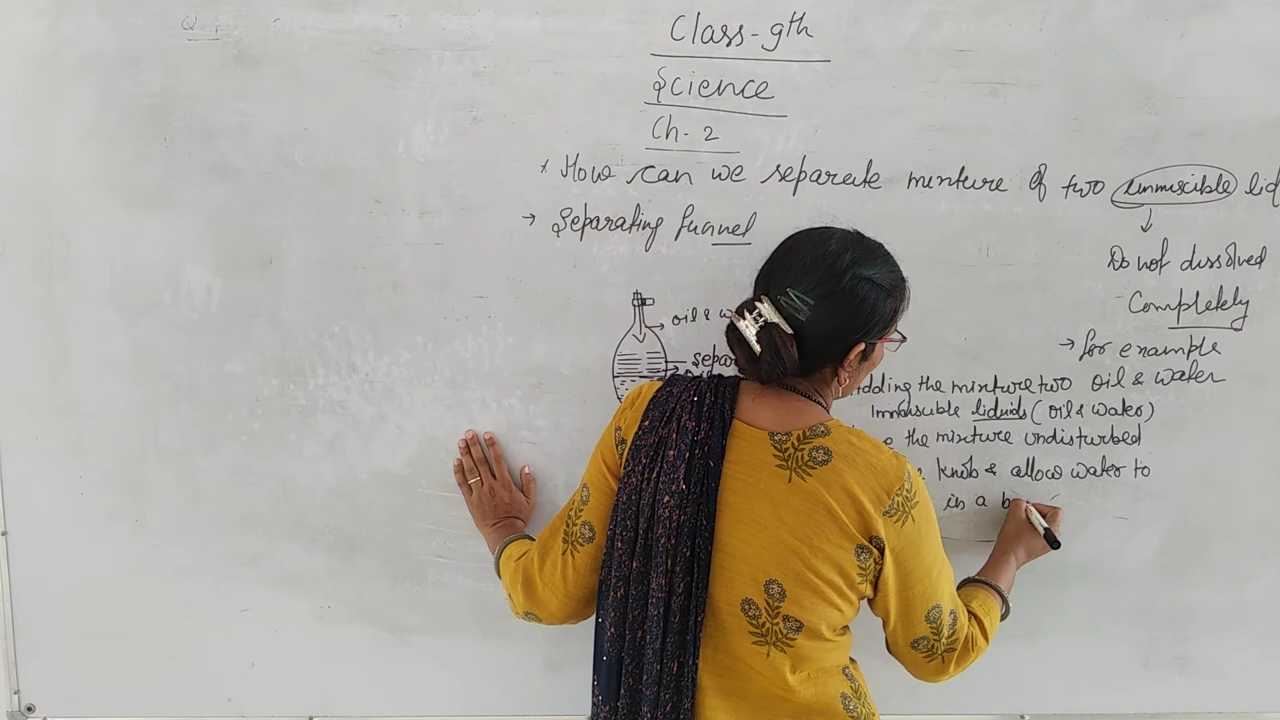 Class-9th
Science
Ch-2
* How can we separate mixture of two immiscible
→ Separating funnel
Do not dissolved
Completely
→ for example
oil & water
oil &
Adding the mixture two
immiscible liquids (oil & water)
the mixture undisturbed
knob & allow water to
in a